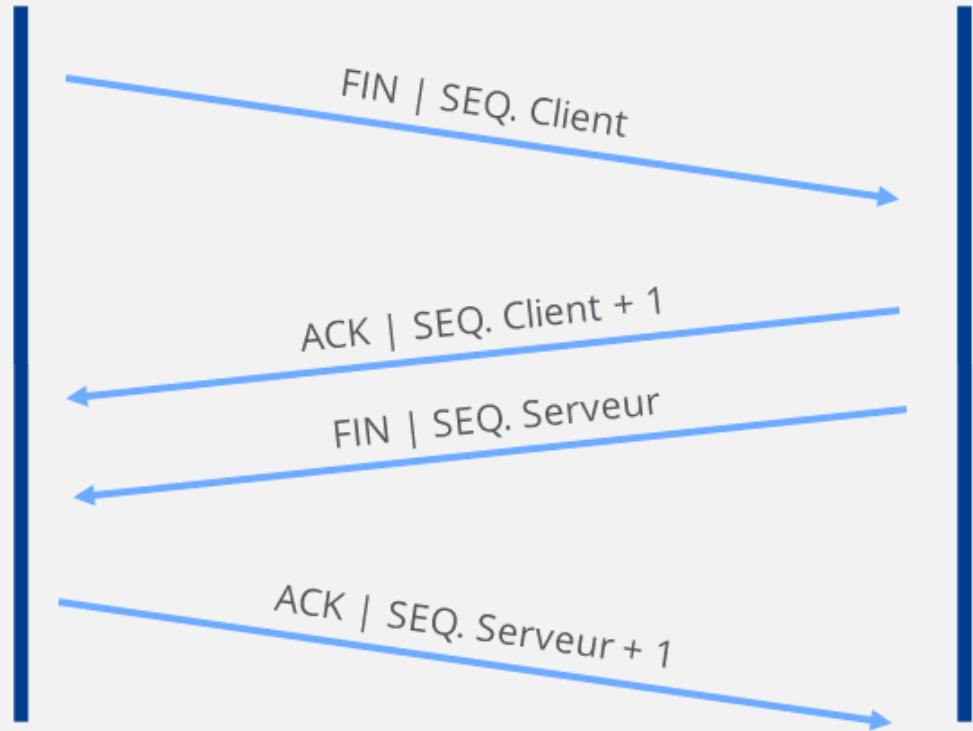 FIN | SEQ. Client
ACK | SEQ. Client + 1
FIN | SEQ. Serveur
ACK | SEQ. Serveur + 1